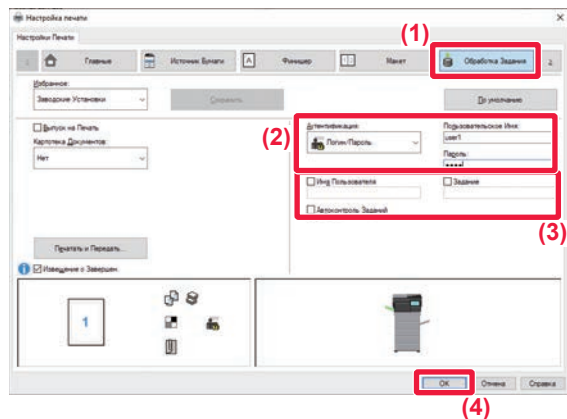 Настройка печати
Настройки Печати
(1)
Главные
Источник Бумаги
Финишер
Макет
Обработка Задания
2
Избранное:
Заводские Установки
Сохранить
По умолчанию
(2)
Выпуск на Печать
Картотека Документов:
Нет
Аутентификация:
Логин/Пароль
Пользовательское Имя:
user1
Пароль:
••••
Имя Пользователя
Задание
Автоконтроль Заданий
(3)
Печатать и Передать...
Извещение о Завершен.
1
OK
Отмена
Справка
(4)